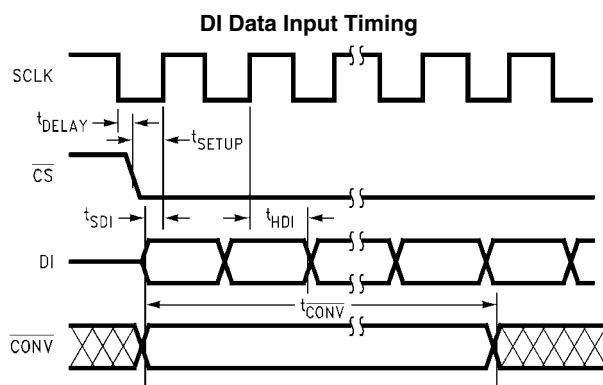 DI Data Input Timing
SCLK
tDELAY
tSETUP
CS
tSDI
tHDI
DI
tCONV
CONV